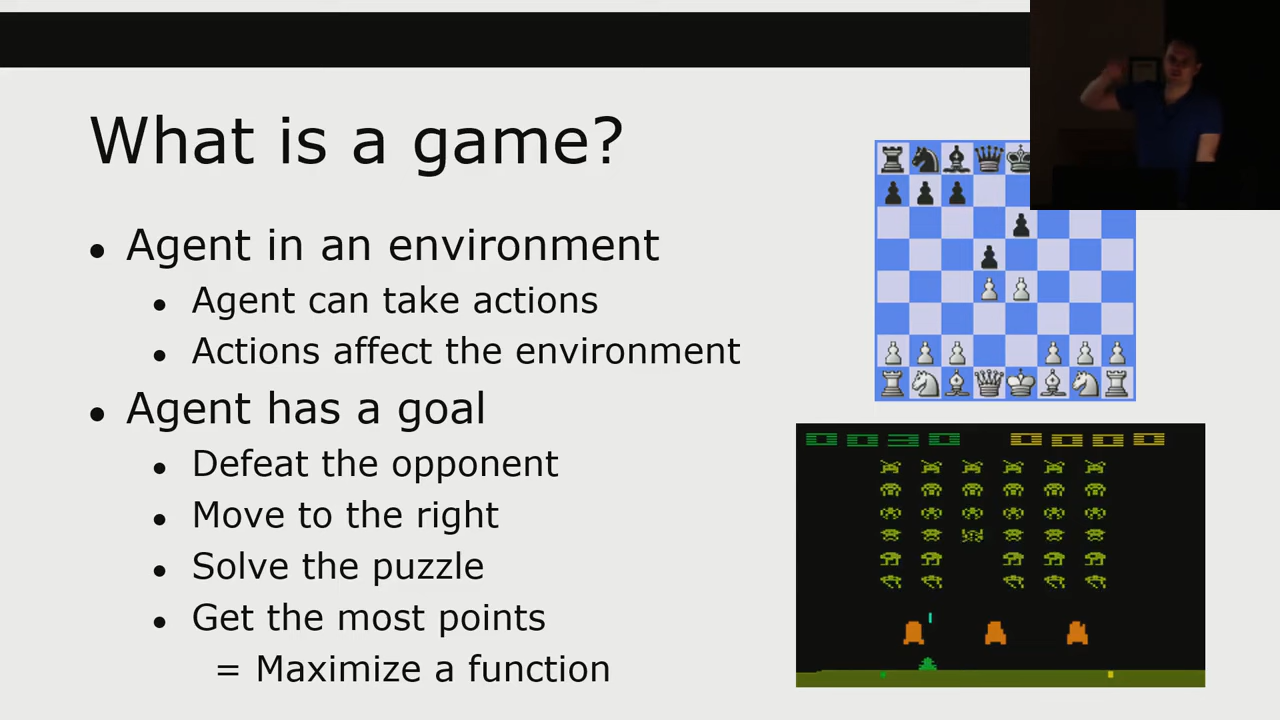 What is a game?
• Agent in an environment
• Agent can take actions
• Actions affect the environment
• Agent has a goal
• Defeat the opponent
• Move to the right
• Solve the puzzle
• Get the most points
= Maximize a function